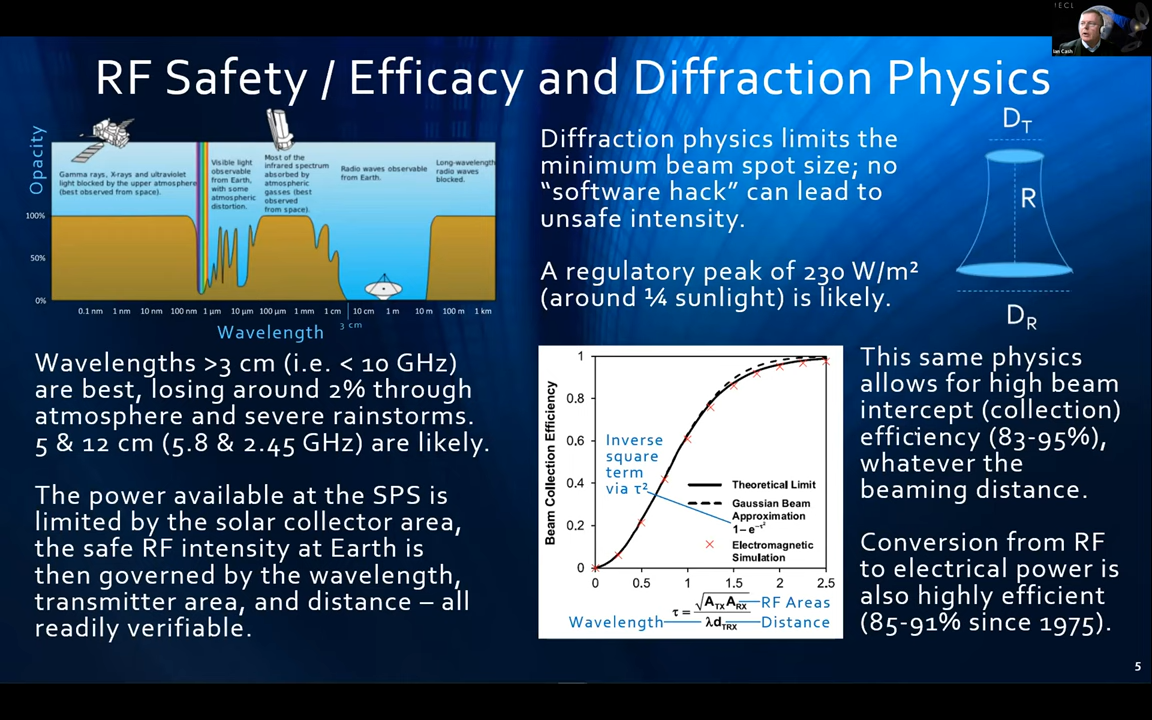 IECL
Ian Cash
RF Safety / Efficacy and Diffraction Physics
Opacity
Gamma rays, X-rays and ultraviolet
light blocked by the upper atmosphere
(best observed from space).
Visible light
observable
from Earth,
with some
atmospheric
distortion.
Most of the
infrared spectrum
absorbed by
atmospheric
gasses (best
observed
from space).
Radio waves observable
from Earth.
Long-wavelength
radio waves
blocked.
100%
50%
0%
0.1 nm 1 nm 10 nm 100 nm 1 μm 10 μm 100 μm 1 mm 1 cm 10 cm 1 m 10 m 100 m 1 km
Wavelength
3 cm
Wavelengths >3 cm (i.e. < 10 GHz)
are best, losing around 2% through
atmosphere and severe rainstorms.
5 & 12 cm (5.8 & 2.45 GHz) are likely.
The power available at the SPS is
limited by the solar collector area,
the safe RF intensity at Earth is
then governed by the wavelength,
transmitter area, and distance – all
readily verifiable.
Diffraction physics limits the
minimum beam spot size; no
“software hack” can lead to
unsafe intensity.
A regulatory peak of 230 W/m²
(around ¼ sunlight) is likely.
D_T
R
D_R
Beam Collection Efficiency
1
0.8
0.6
0.4
0.2
0
0 0.5 1 1.5 2 2.5
Inverse
square
term
via τ²
Theoretical Limit
Gaussian Beam
Approximation
1–e^–τ²
Electromagnetic
Simulation
τ = √A_TX A_RX / λd_TRX
RF Areas
Wavelength
Distance
This same physics
allows for high beam
intercept (collection)
efficiency (83-95%),
whatever the
beaming distance.
Conversion from RF
to electrical power is
also highly efficient
(85-91% since 1975).
5